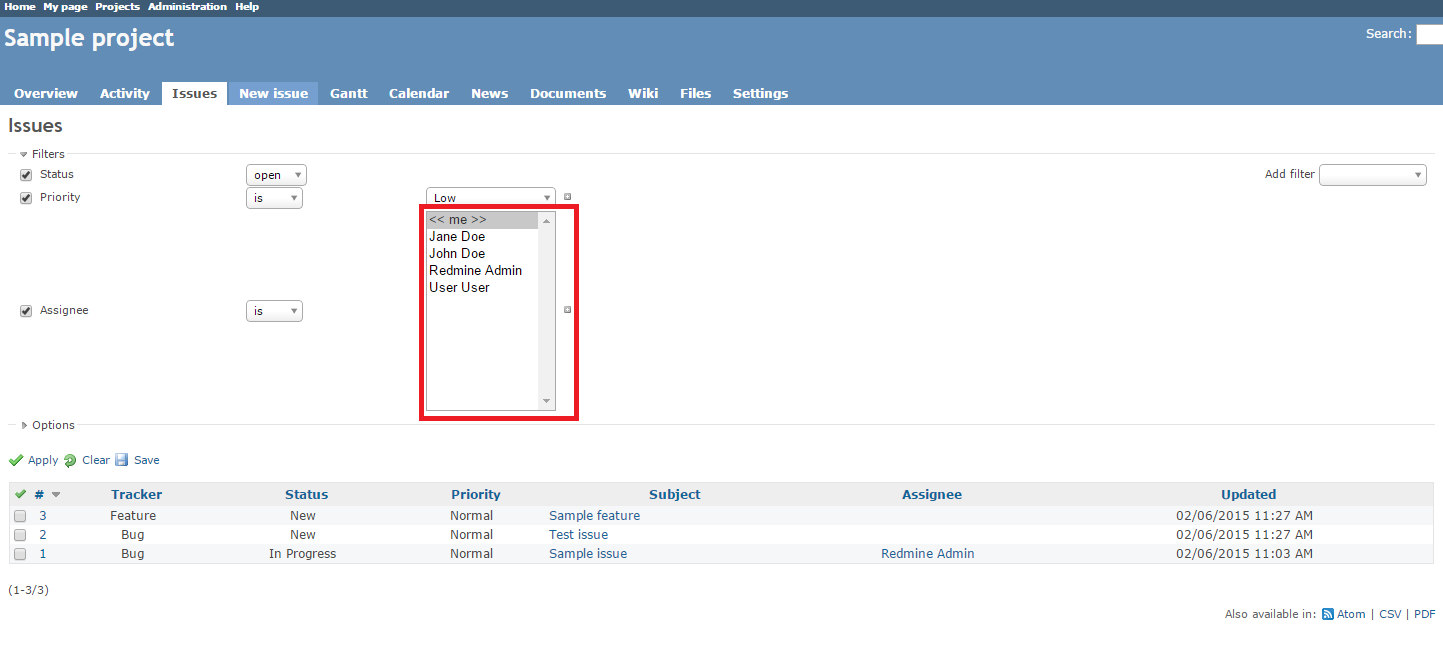 Home My page Projects Administration Help
Sample project
Search:
Overview Activity Issues New issue Gantt Calendar News Documents Wiki Files Settings
Issues
Filters
Status open Add filter
Priority is Low
<< me >>
Jane Doe
John Doe
Redmine Admin
User User
Assignee is
Options
Apply Clear Save
# Tracker Status Priority Subject Assignee Updated
3 Feature New Normal Sample feature 02/06/2015 11:27 AM
2 Bug New Normal Test issue 02/06/2015 11:27 AM
1 Bug In Progress Normal Sample issue Redmine Admin 02/06/2015 11:03 AM
(1-3/3)
Also available in: Atom | CSV | PDF